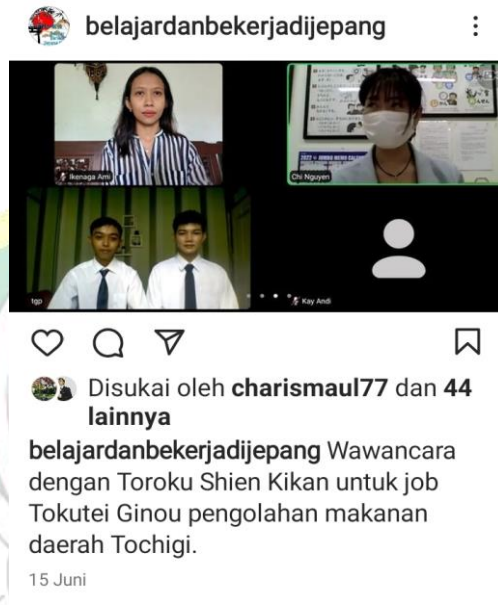 belajardanbekerjadijepang
Ikenaga Ami
Chi Nguyen
tgp
Kay Andi
Disukai oleh charismaul77 dan 44
lainnya
belajardanbekerjadijepang Wawancara
dengan Toroku Shien Kikan untuk job
Tokutei Ginou pengolahan makanan
daerah Tochigi.
15 Juni